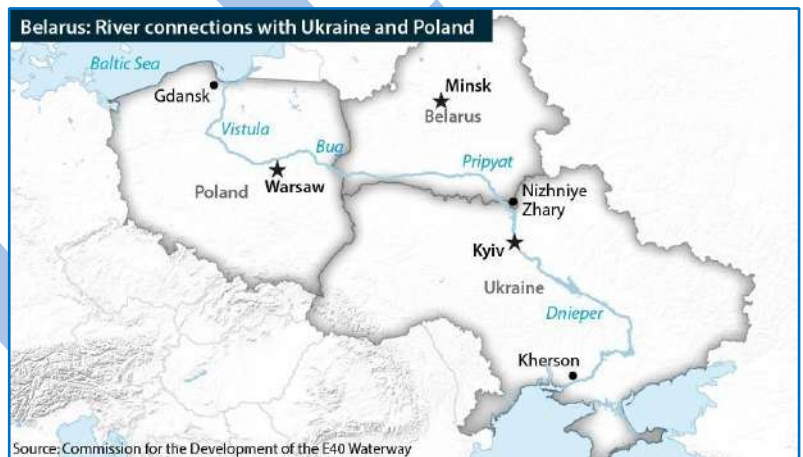 Belarus: River connections with Ukraine and Poland
Baltic Sea
Gdansk
Minsk
Belarus
Vistula
Bug
Pripyat
Poland
Warsaw
Nizhniye
Zhary
Kyiv
Ukraine
Dnieper
Kherson
Source: Commission for the Development of the E40 Waterway